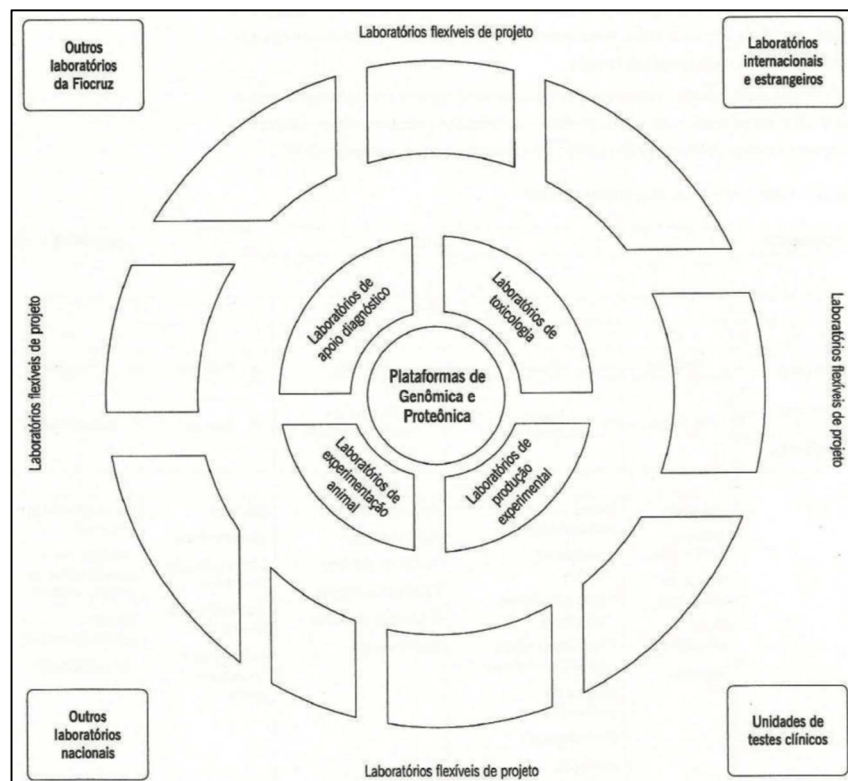 Laboratórios flexíveis de projeto
Outros
laboratórios
da Fiocruz
Laboratórios
internacionais
e estrangeiros
Laboratórios de
apoio diagnóstico
Laboratórios de
toxicologia
Laboratórios flexíveis de projeto
Plataformas de
Genômica e
Proteônica
Laboratórios flexíveis de projeto
Laboratórios de
experimentação
animal
Laboratórios de
produção
experimental
Outros
laboratórios
nacionais
Unidades de
testes clínicos
Laboratórios flexíveis de projeto